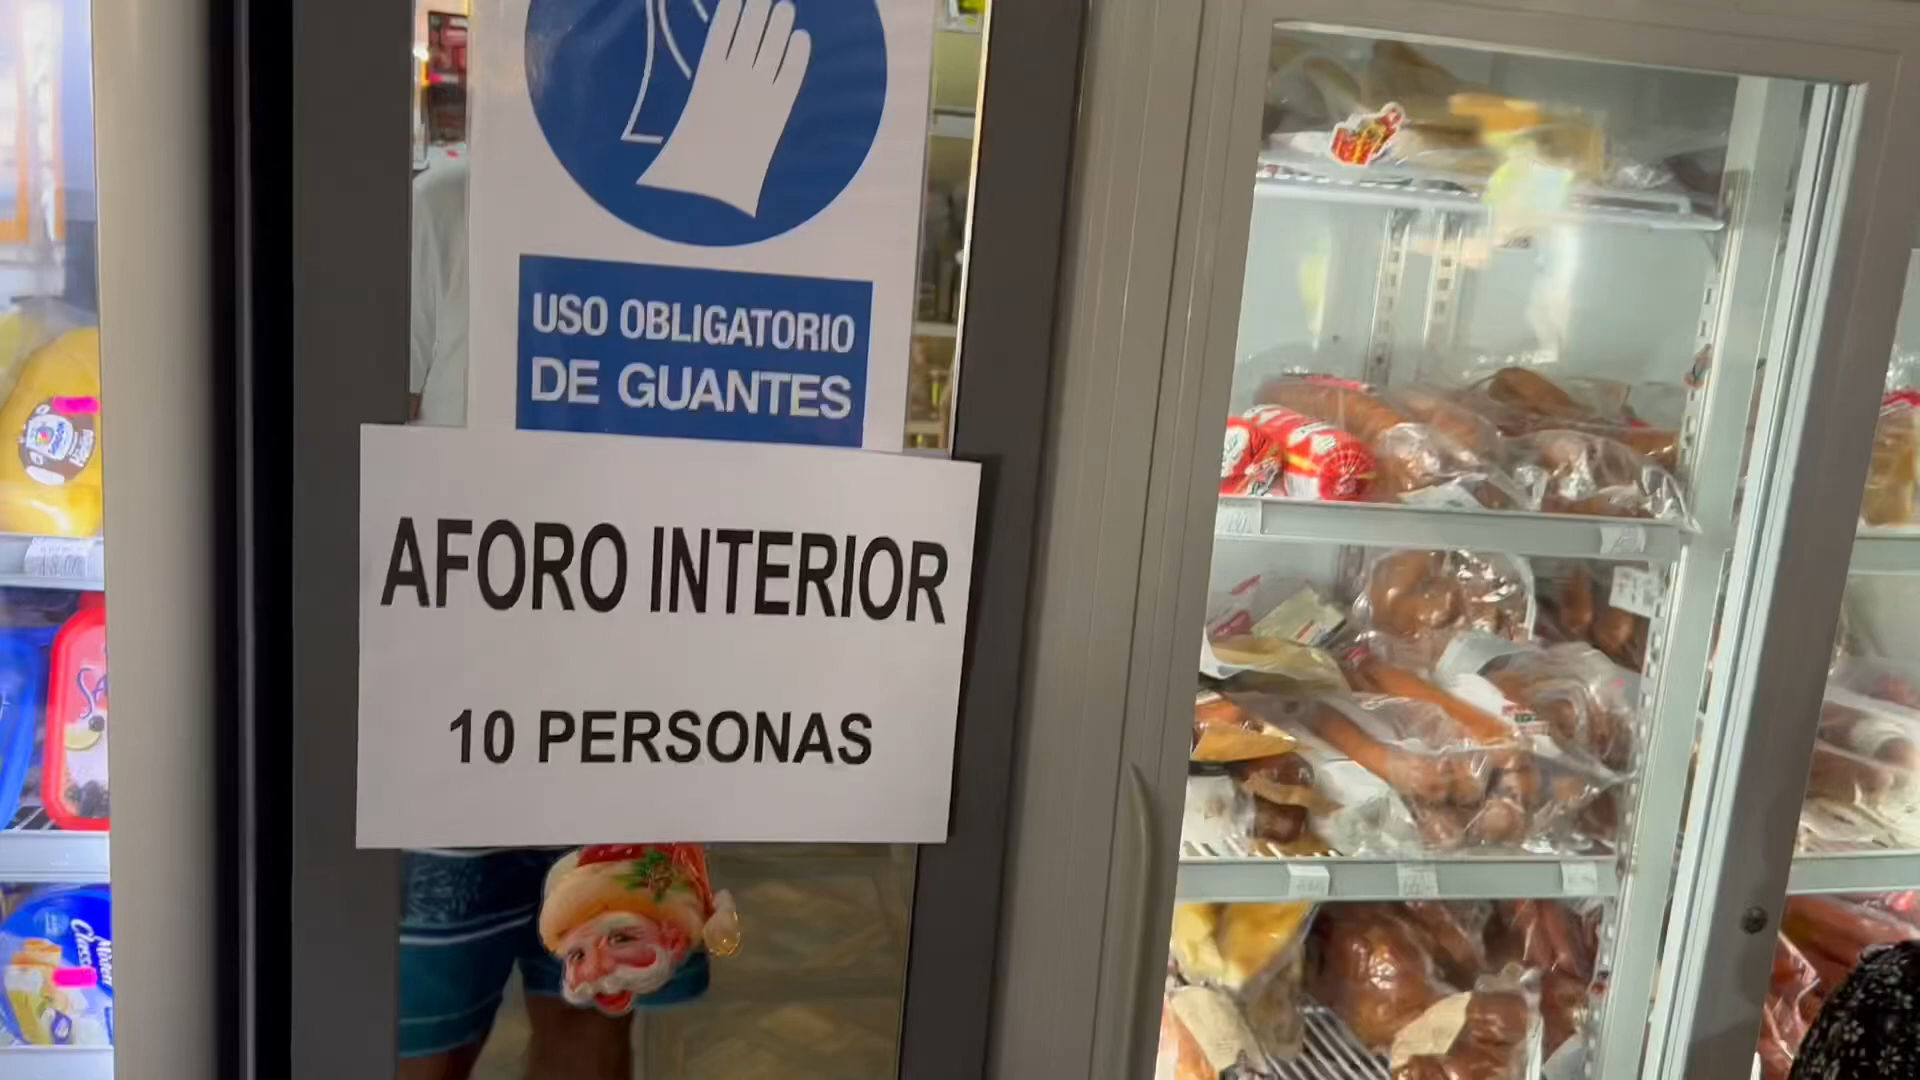 USO OBLIGATORIO
DE GUANTES
AFORO INTERIOR
10 PERSONAS